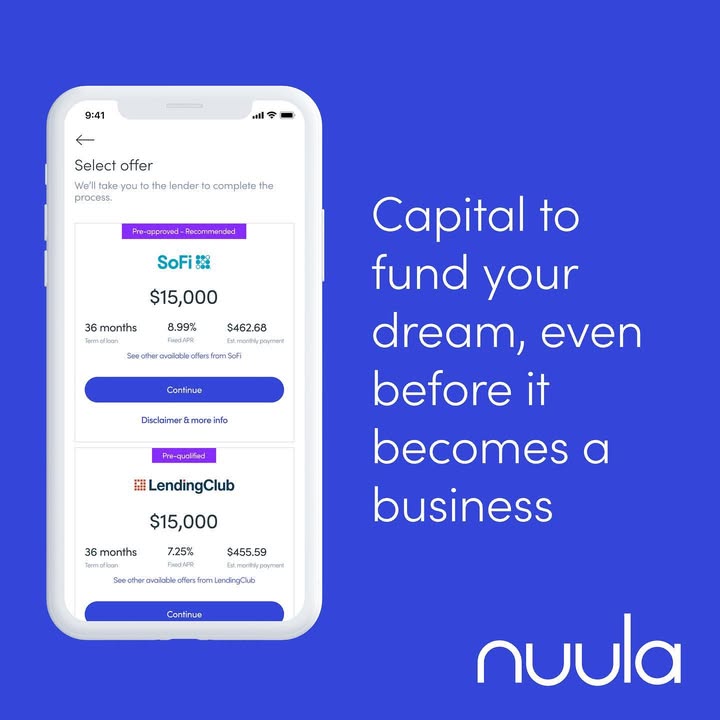 9:41
Select offer
We'll take you to the lender to complete the
process.
Pre-approved - Recommended
SoFi
$15,000
36 months 8.99% $462.68
Term of loan Fixed APR Est. monthly payment
See other available offers from SoFi
Continue
Disclaimer & more info
Pre-qualified
LendingClub
$15,000
36 months 7.25% $455.59
Term of loan Fixed APR Est. monthly payment
See other available offers from LendingClub
Continue
Capital to
fund your
dream, even
before it
becomes a
business
nuula